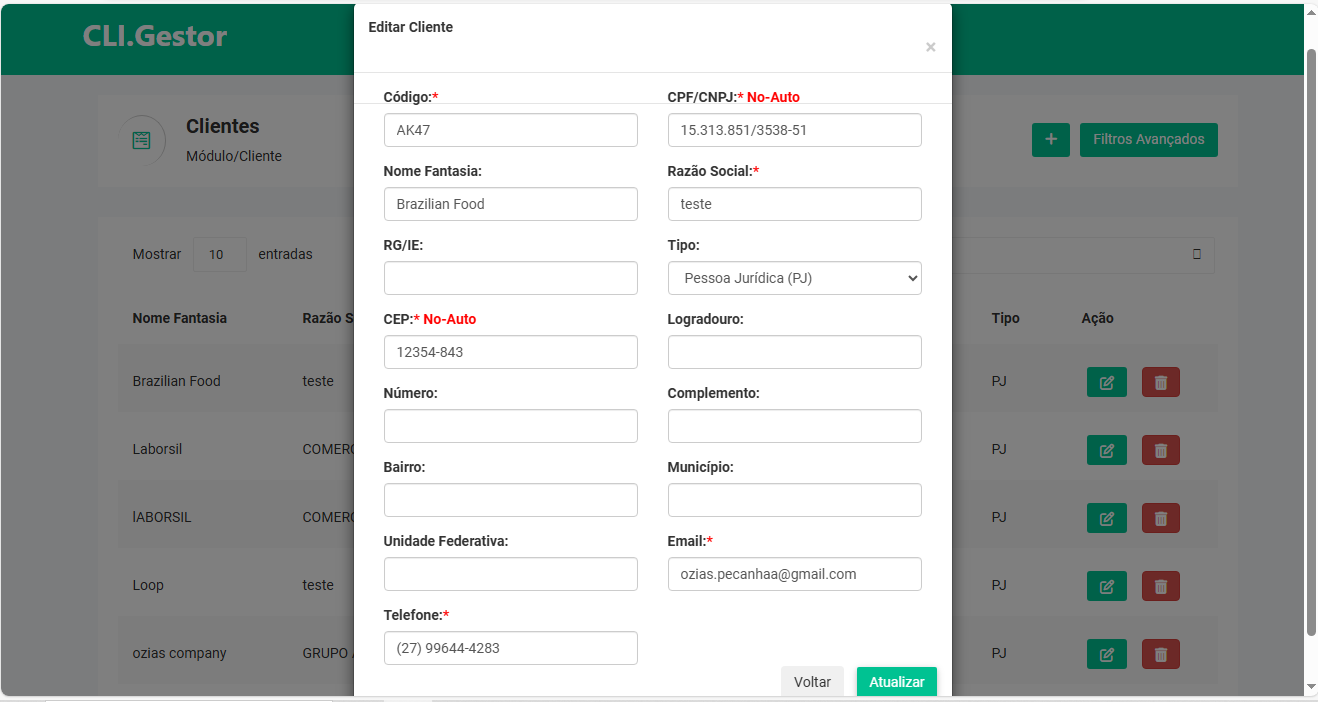 CLI.Gestor
Editar Cliente
×
Clientes
Módulo/Cliente
+
Filtros Avançados
Código:*
CPF/CNPJ:* No-Auto
AK47
15.313.851/3538-51
Nome Fantasia:
Razão Social:*
Brazilian Food
teste
RG/IE:
Tipo:
Pessoa Jurídica (PJ)
CEP:* No-Auto
Logradouro:
12354-843
Número:
Complemento:
Bairro:
Município:
Unidade Federativa:
Email:*
ozias.pecanhaa@gmail.com
Telefone:*
(27) 99644-4283
Voltar
Atualizar
Mostrar 10 entradas
Nome Fantasia Razão S Tipo Ação
Brazilian Food teste PJ
Laborsil COMERC PJ
lABORSIL COMERC PJ
Loop teste PJ
ozias company GRUPO PJ